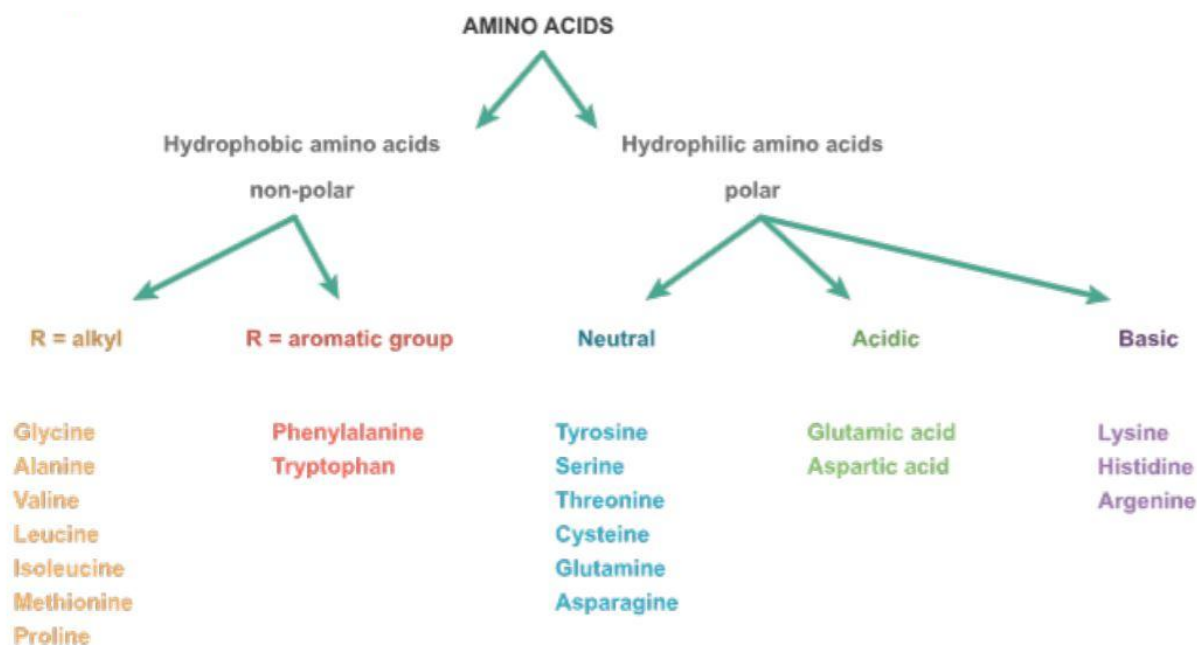 AMINO ACIDS
Hydrophobic amino acids
non-polar
Hydrophilic amino acids
polar
R = alkyl
R = aromatic group
Neutral
Acidic
Basic
Glycine
Alanine
Valine
Leucine
Isoleucine
Methionine
Proline
Phenylalanine
Tryptophan
Tyrosine
Serine
Threonine
Cysteine
Glutamine
Asparagine
Glutamic acid
Aspartic acid
Lysine
Histidine
Argenine